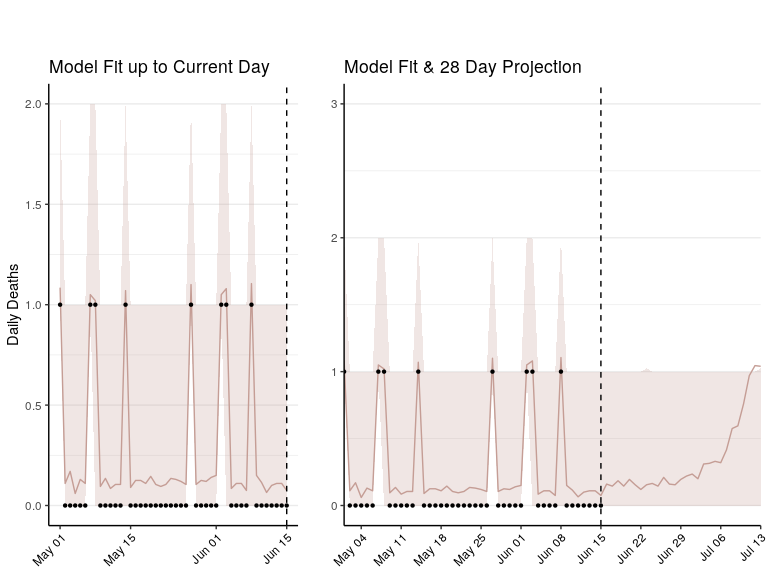 Model Fit up to Current Day
Model Fit & 28 Day Projection
Daily Deaths
2.0
1.5
1.0
0.5
0.0
May 01
May 15
Jun 01
Jun 15
3
2
1
0
May 04
May 11
May 18
May 25
Jun 01
Jun 08
Jun 15
Jun 22
Jun 29
Jul 06
Jul 13